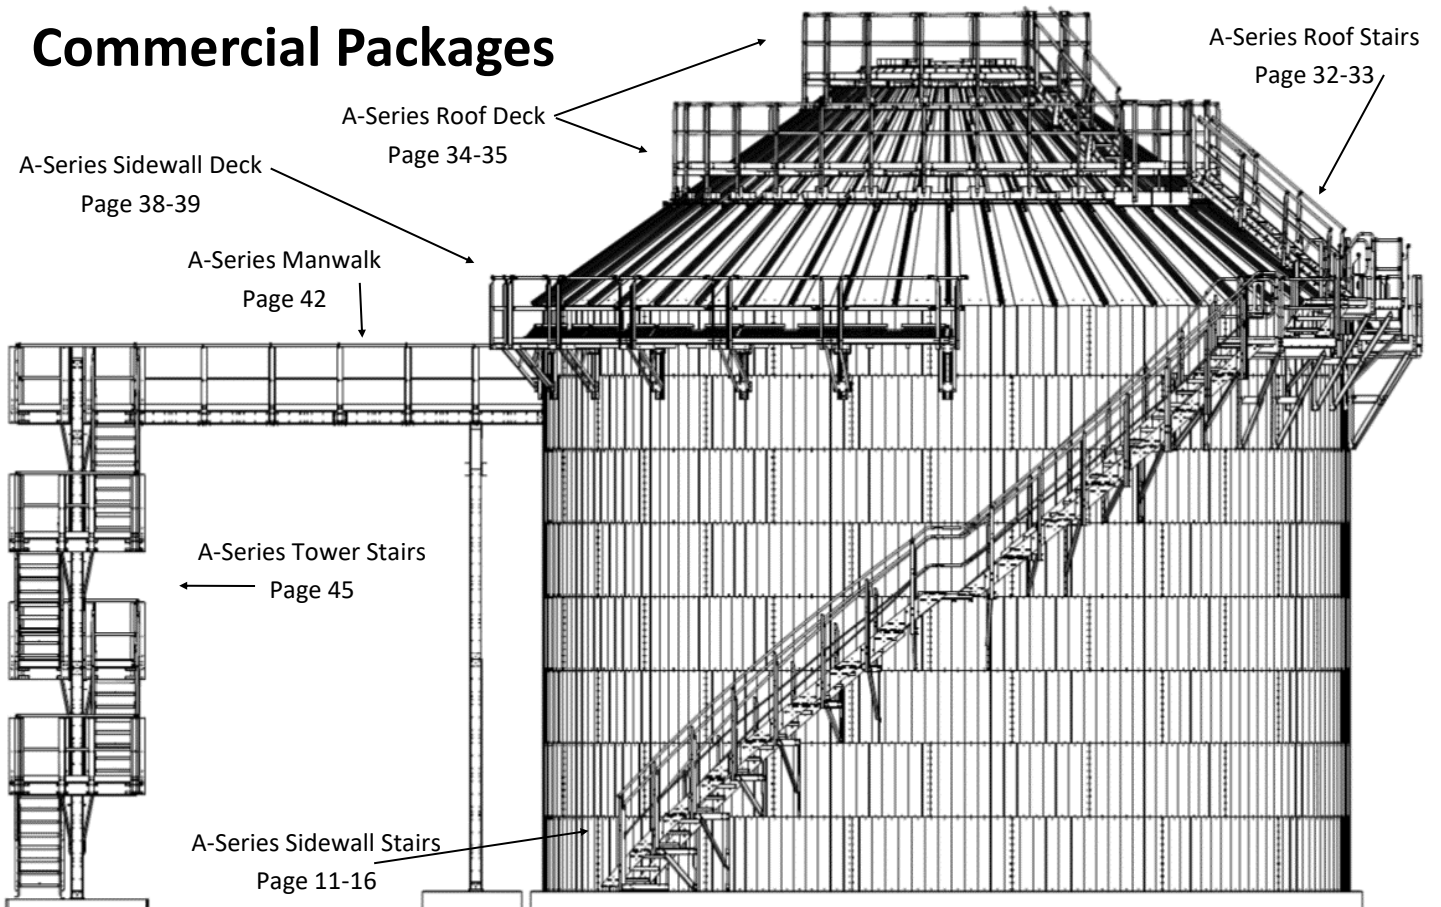 Commercial Packages
A-Series Roof Stairs
Page 32-33
A-Series Roof Deck
Page 34-35
A-Series Sidewall Deck
Page 38-39
A-Series Manwalk
Page 42
A-Series Tower Stairs
Page 45
A-Series Sidewall Stairs
Page 11-16